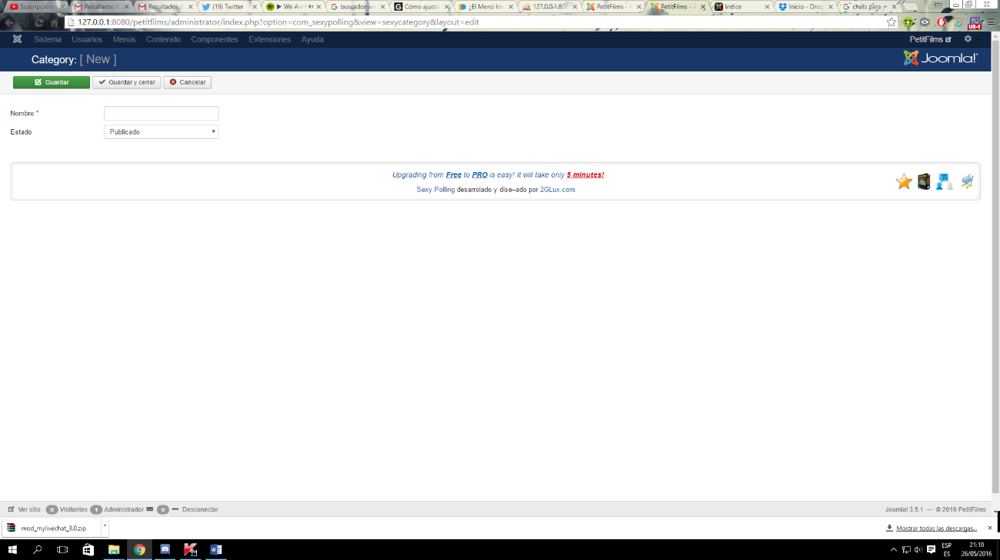 Suscripcion
Resultados
Resultados
(19) Twitter
We Are
buscador w
Cómo ajusta
¿El Menú Ini
127.0.0.1:808
PetitFilms - A
PetitFilms - A
Indice
Inicio - Drop
chats para
Eric
127.0.0.1:8080/petitfilms/administrator/index.php?option=com_sexypolling&view=sexycategory&layout=edit
US-1
Sistema Usuarios Menús Contenido Componentes Extensiones Ayuda PetitFilms
Category: [ New ]
Joomla!®
Guardar Guardar y cerrar Cancelar
Nombre *
Estado Publicado
Upgrading from Free to PRO is easy! It will take only 5 minutes!
Sexy Polling desarrolado y dise–ado por 2GLux.com
Ver sitio 0 Visitantes 1 Administrador 0 Desconectar Joomla! 3.5.1 — © 2016 PetitFilms
mod_mylivechat_3.0.zip Mostrar todas las descargas...
ESP 21:10
ES 26/05/2016